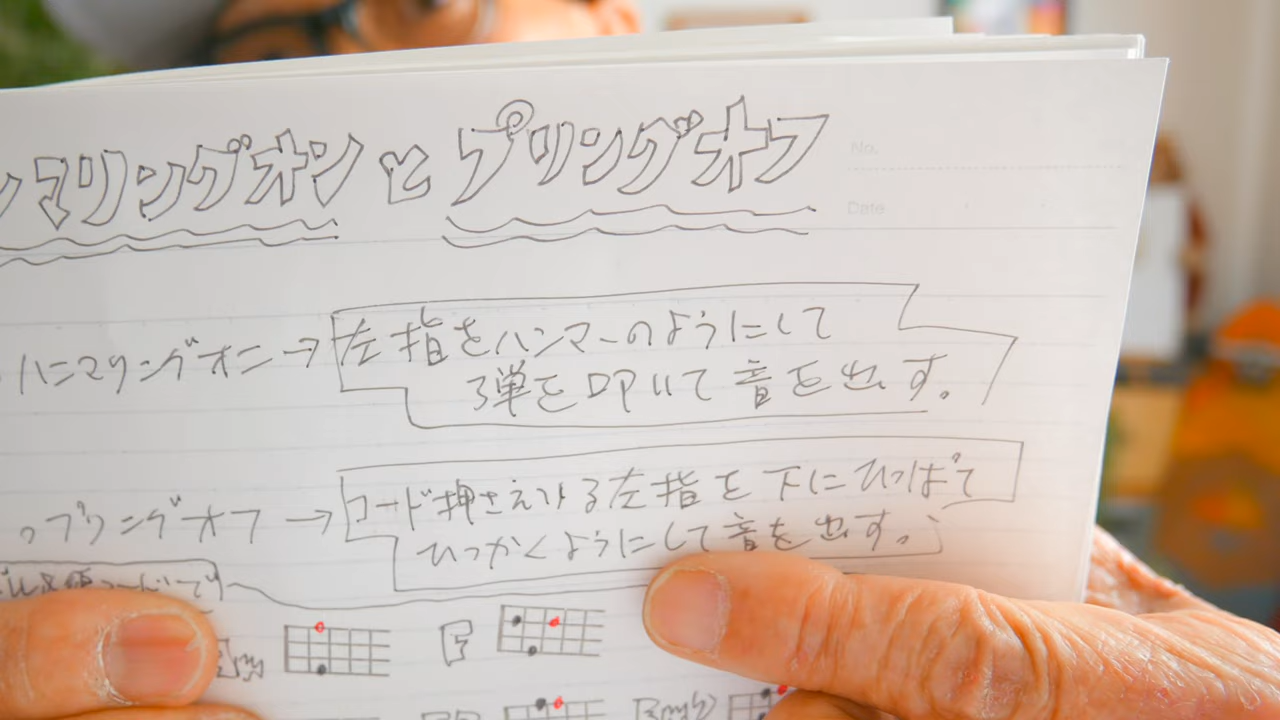 ンマリングオンとプリングオフ
No.
Date
ハンマリングオン→左指をハンマーのようにして
弾を叩いて音を出す。
。プリングオフ→コード押さえける左指を下にひっぱて
ひっかくようにして音を出す。
Em F